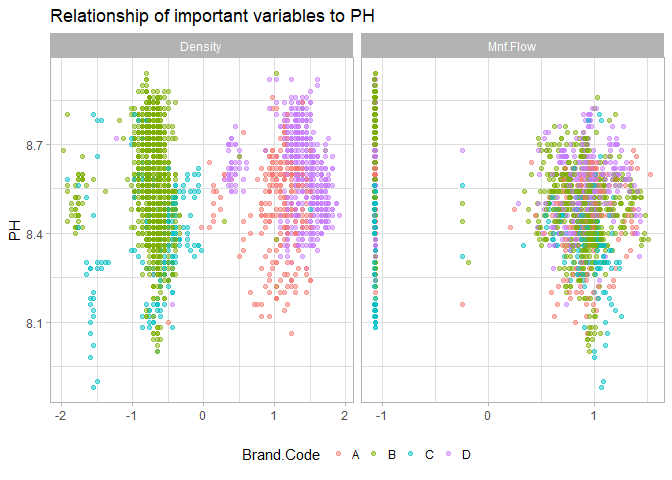 Relationship of important variables to PH
Density
Mnf.Flow
PH
8.7
8.4
8.1
-2 -1 0 1 2
-1 0 1
Brand.Code A B C D